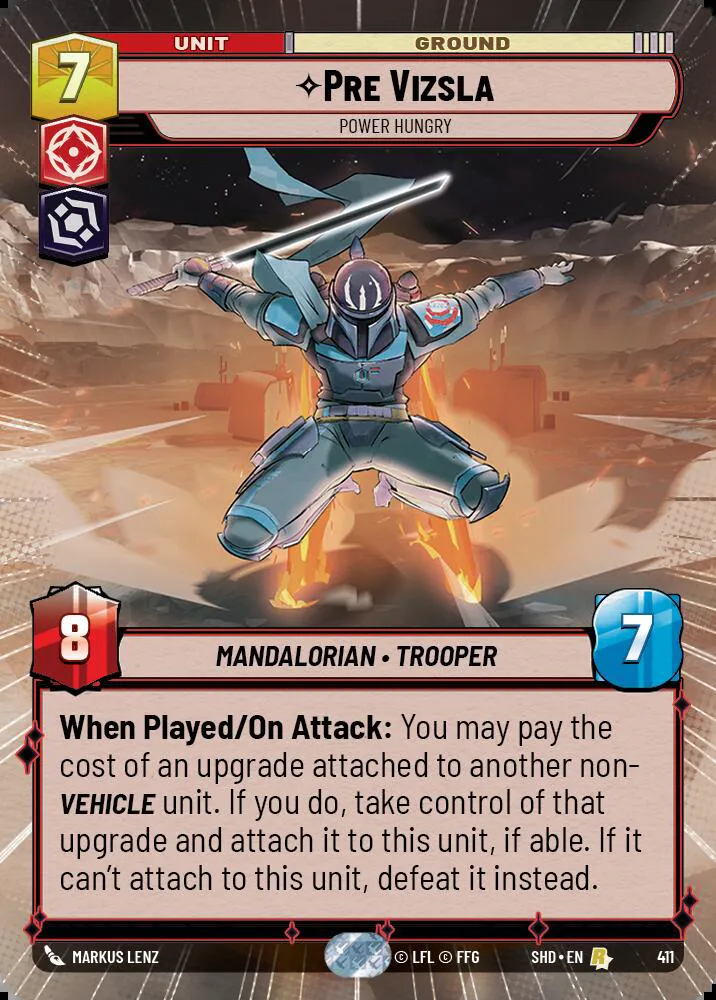 UNIT
GROUND
7
PRE VIZSLA
POWER HUNGRY
8
MANDALORIAN • TROOPER
7
When Played/On Attack: You may pay the
cost of an upgrade attached to another non-
VEHICLE unit. If you do, take control of that
upgrade and attach it to this unit, if able. If it
can't attach to this unit, defeat it instead.
MARKUS LENZ
© LFL © FFG
SHD • EN
R
411